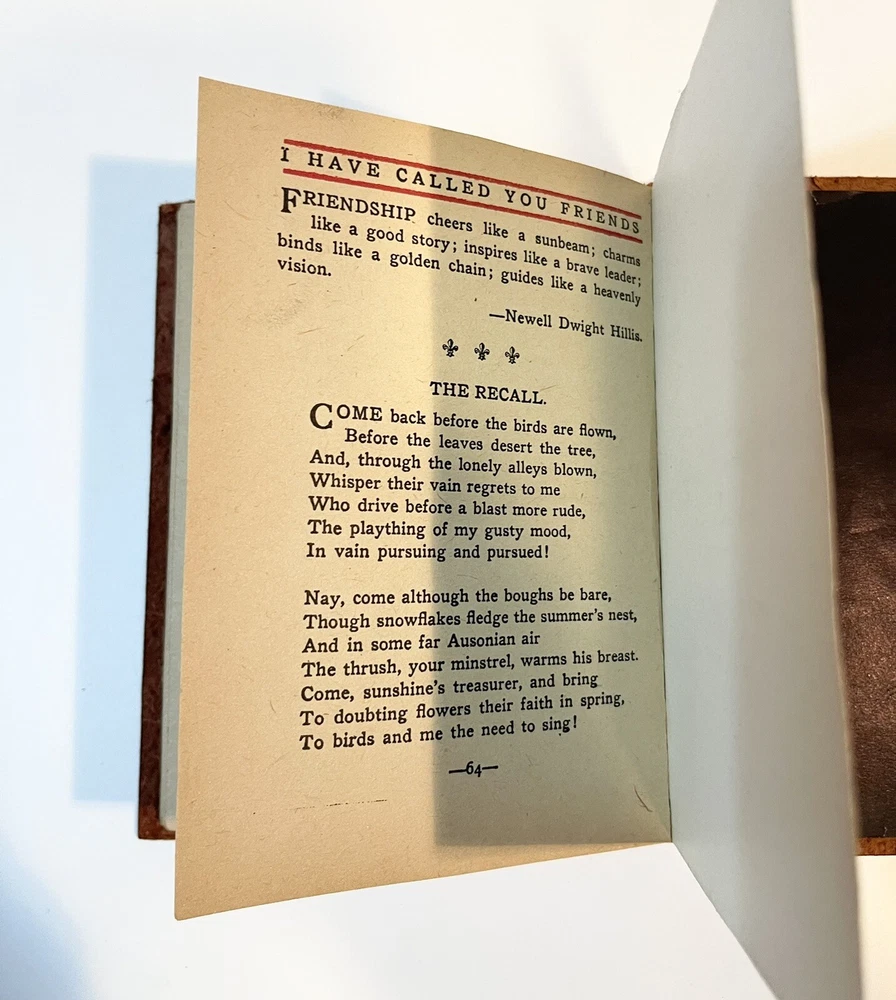 I HAVE CALLED YOU FRIENDS
FRIENDSHIP cheers like a sunbeam; charms
like a good story; inspires like a brave leader;
binds like a golden chain; guides like a heavenly
vision.
—Newell Dwight Hillis.
THE RECALL.
COME back before the birds are flown,
Before the leaves desert the tree,
And, through the lonely alleys blown,
Whisper their vain regrets to me
Who drive before a blast more rude,
The plaything of my gusty mood,
In vain pursuing and pursued!
Nay, come although the boughs be bare,
Though snowflakes fledge the summer's nest,
And in some far Ausonian air
The thrush, your minstrel, warms his breast.
Come, sunshine's treasurer, and bring
To doubting flowers their faith in spring,
To birds and me the need to sing!
—64—